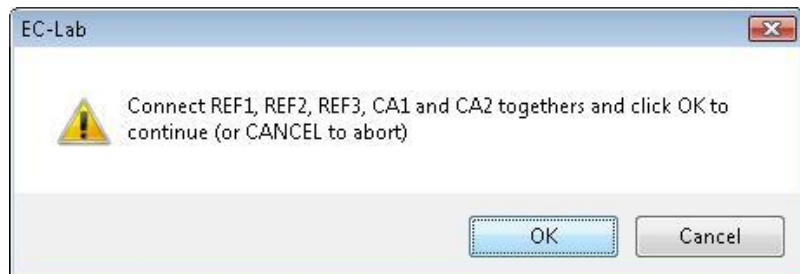 EC-Lab
Connect REF1, REF2, REF3, CA1 and CA2 togethers and click OK to
continue (or CANCEL to abort)
OK
Cancel